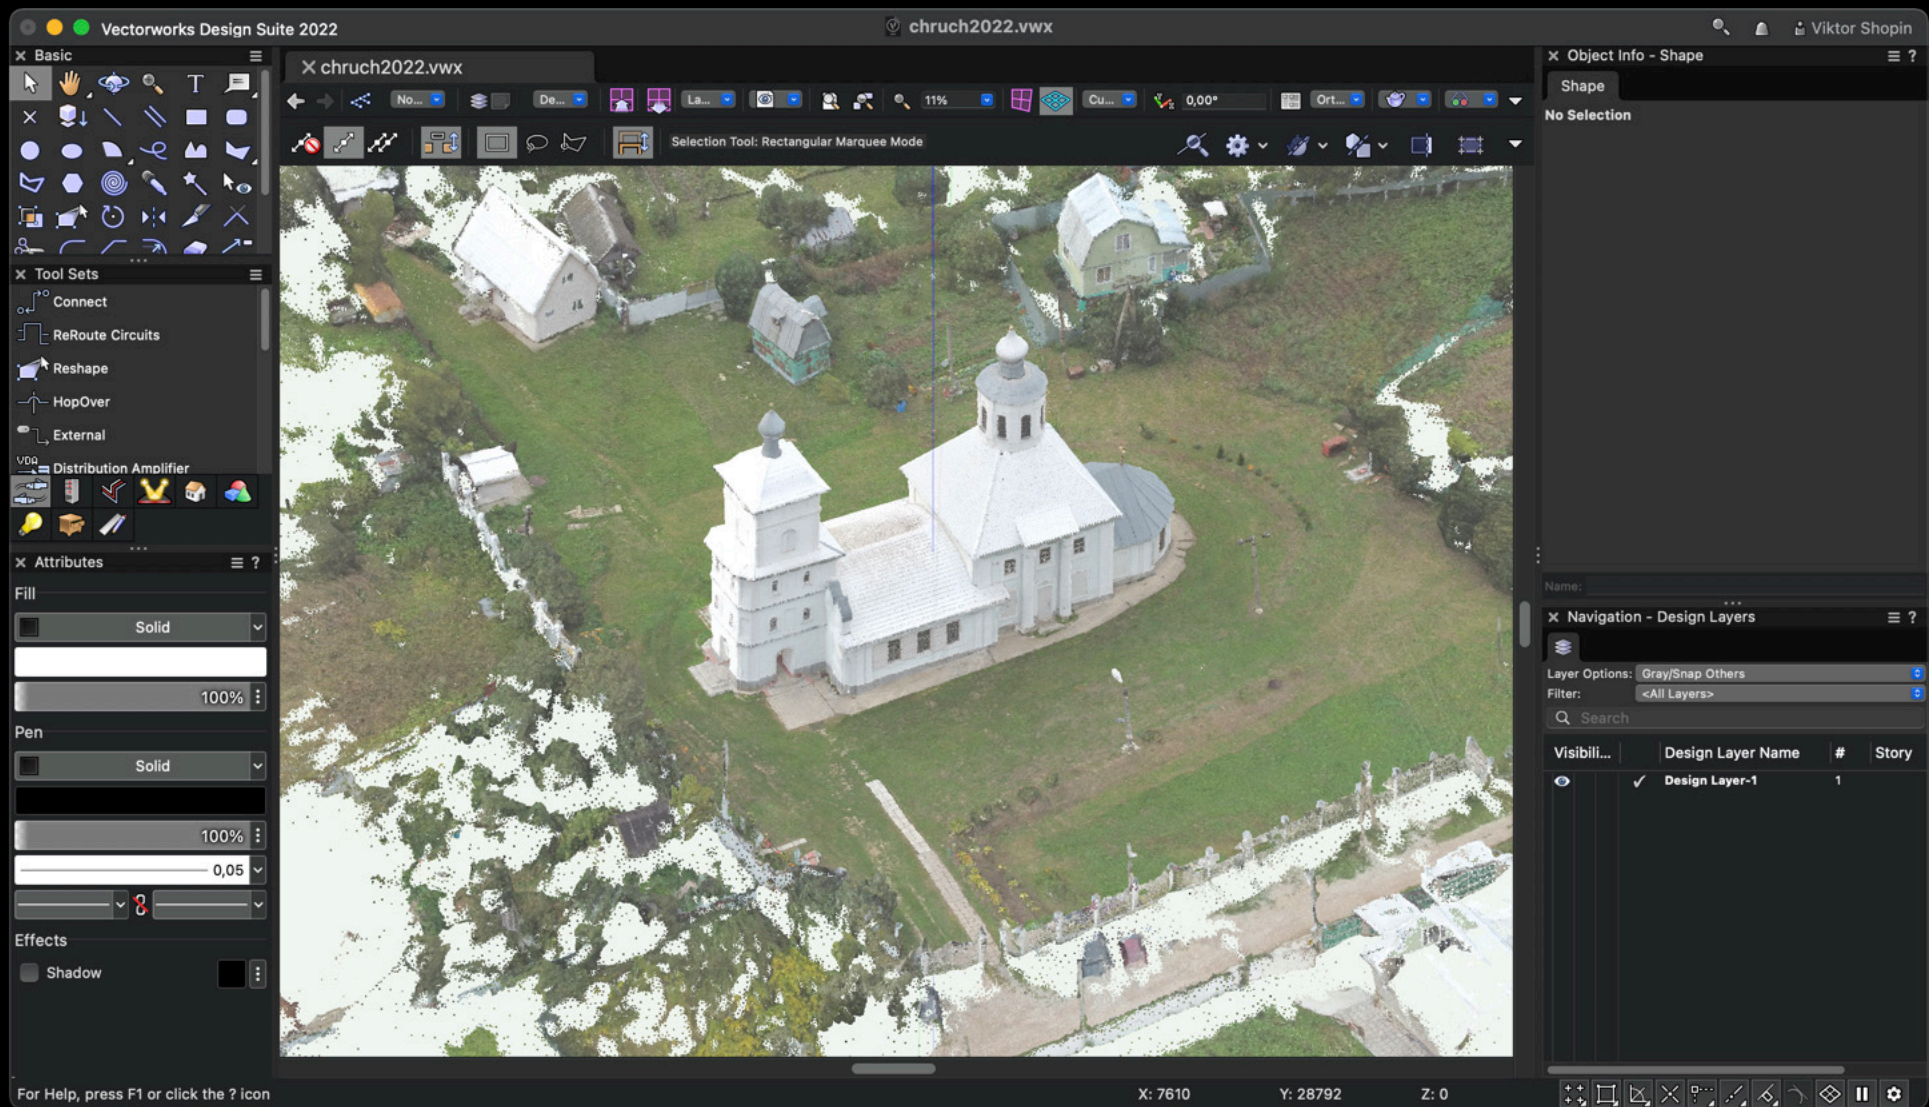 Vectorworks Design Suite 2022
chruch2022.vwx
Viktor Shopin
Basic
Tool Sets
Connect
ReRoute Circuits
Reshape
HopOver
External
VDA
Distribution Amplifier
Attributes
?
Fill
Solid
100%
Pen
Solid
100%
0,05
Effects
Shadow
chruch2022.vwx
No...
De...
La...
11%
Cu...
0,00°
Ort...
Selection Tool: Rectangular Marquee Mode
Object Info - Shape
?
Shape
No Selection
Name:
Navigation - Design Layers
?
Layer Options: Gray/Snap Others
Filter: <All Layers>
Search
Visibili... Design Layer Name # Story
Design Layer-1 1
For Help, press F1 or click the ? icon
X: 7610 Y: 28792 Z: 0